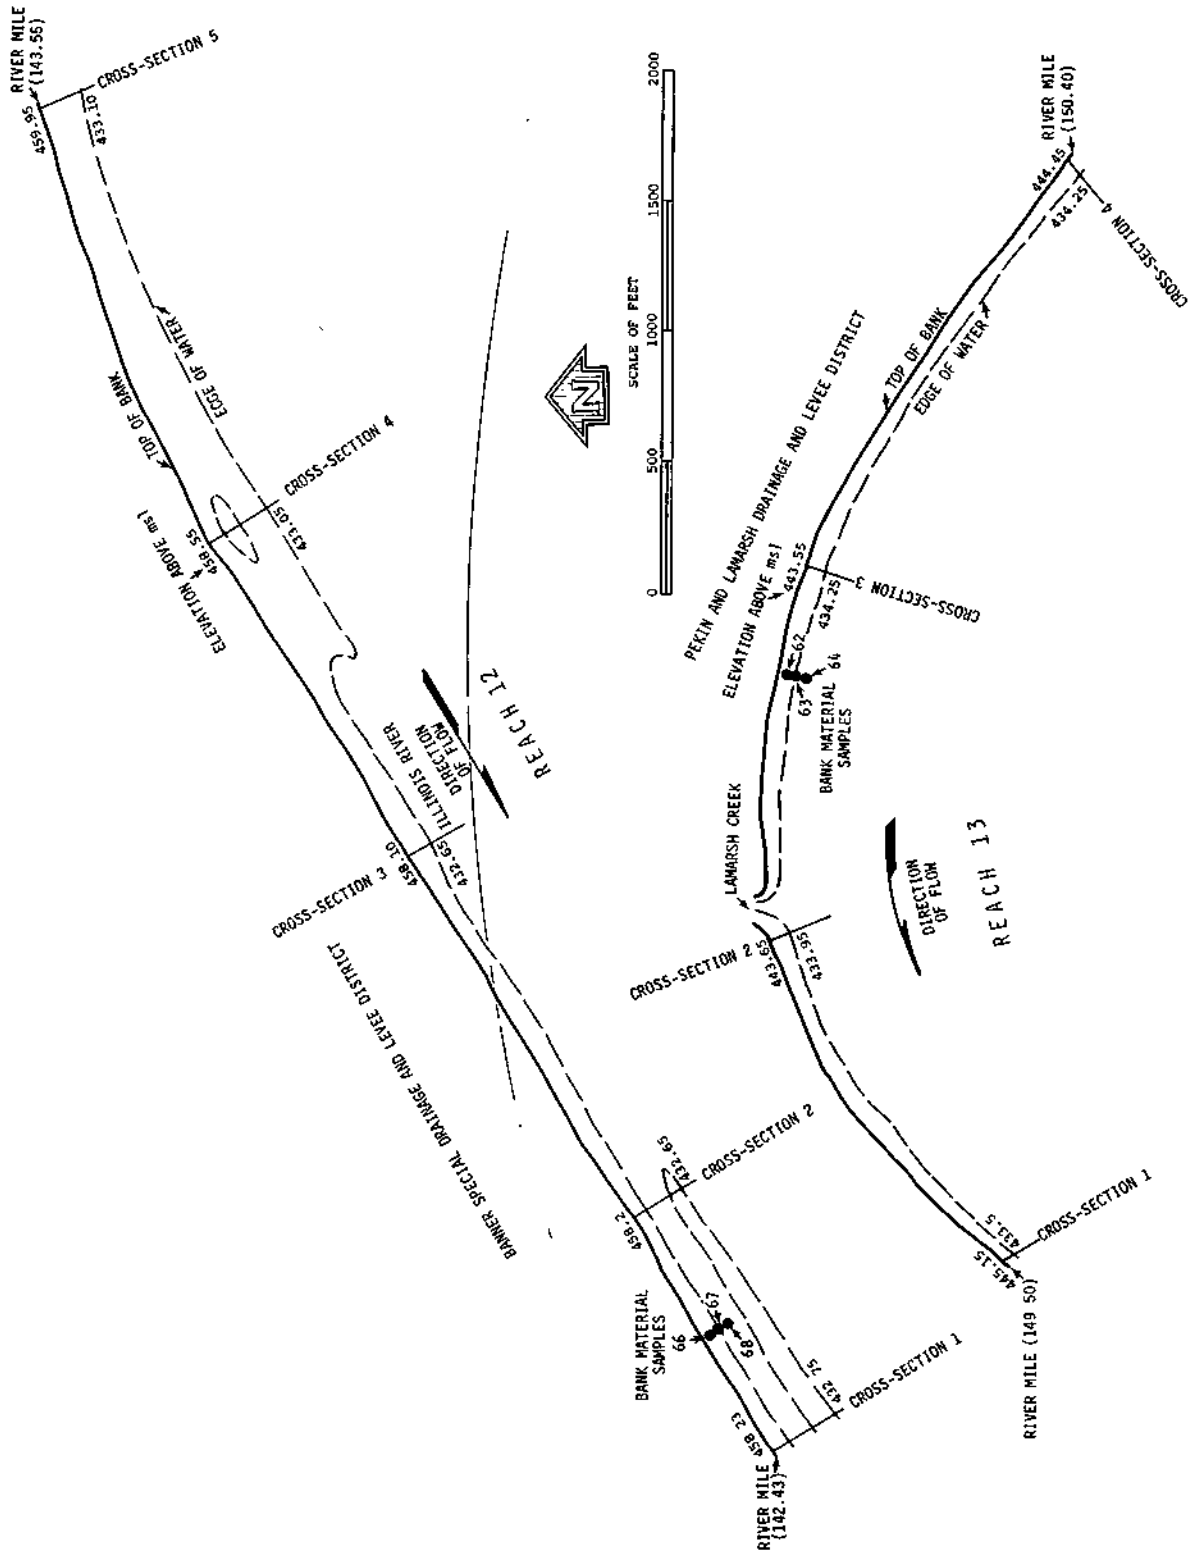 RIVER MILE
(143.55)
459.95
CROSS-SECTION 5
433.10
TOP OF BANK
EDGE OF WATER
ELEVATION ABOVE msl
458.55
CROSS-SECTION 4
433.05
ILLINOIS RIVER
DIRECTION
OF FLOW
REACH 12
CROSS-SECTION 3
458.10
432.65
BANNER SPECIAL DRAINAGE AND LEVEE DISTRICT
458.2
CROSS-SECTION 2
432.65
BANK MATERIAL
SAMPLES
66
67
68
458.23
432.75
CROSS-SECTION 1
RIVER MILE
(142.43)
N
SCALE OF FEET
0
500
1000
1500
2000
RIVER MILE
(150.40)
444.45
434.25
CROSS-SECTION 4
TOP OF BANK
EDGE OF WATER
PEKIN AND LAMARSH DRAINAGE AND LEVEE DISTRICT
ELEVATION ABOVE msl
443.55
434.25
CROSS-SECTION 3
62
63
64
BANK MATERIAL
SAMPLES
LAMARSH CREEK
DIRECTION
OF FLOW
REACH 13
CROSS-SECTION 2
443.65
433.95
433.5
445.15
CROSS-SECTION 1
RIVER MILE (149 50)